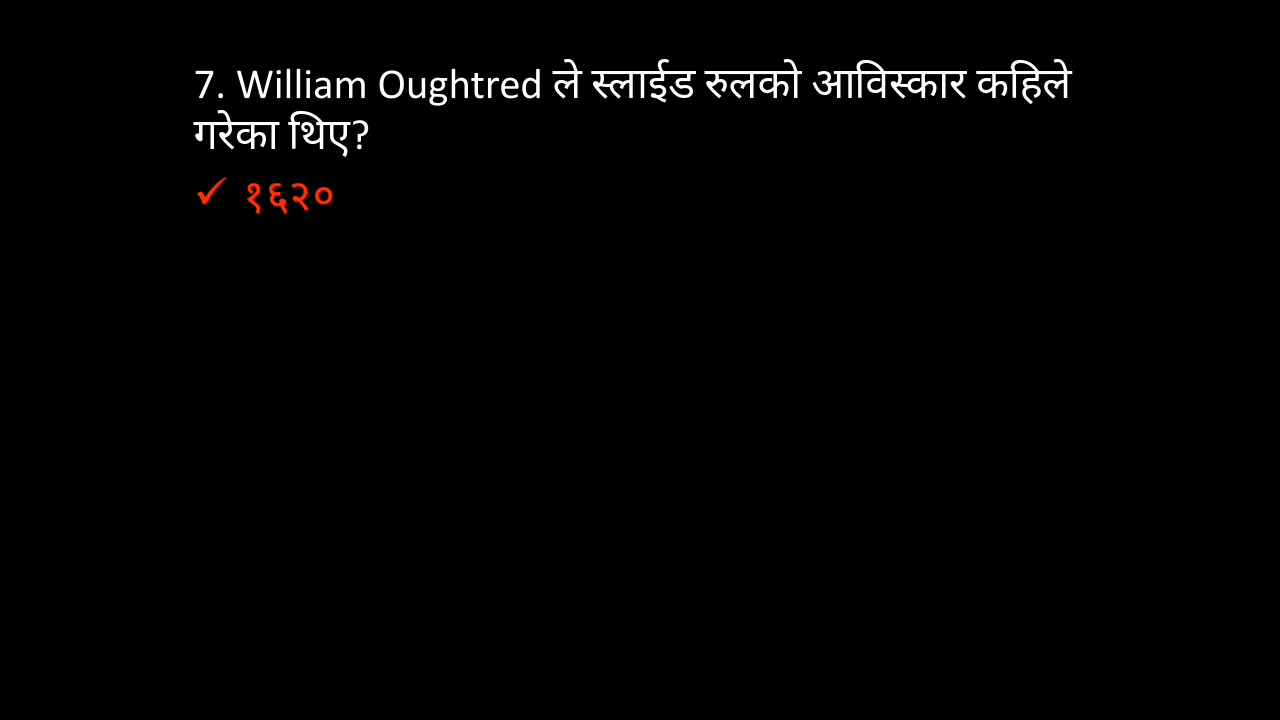 7. William Oughtred ले स्लाईड रुलको आविस्कार कहिले
गरेका थिए?
✓ १६२०